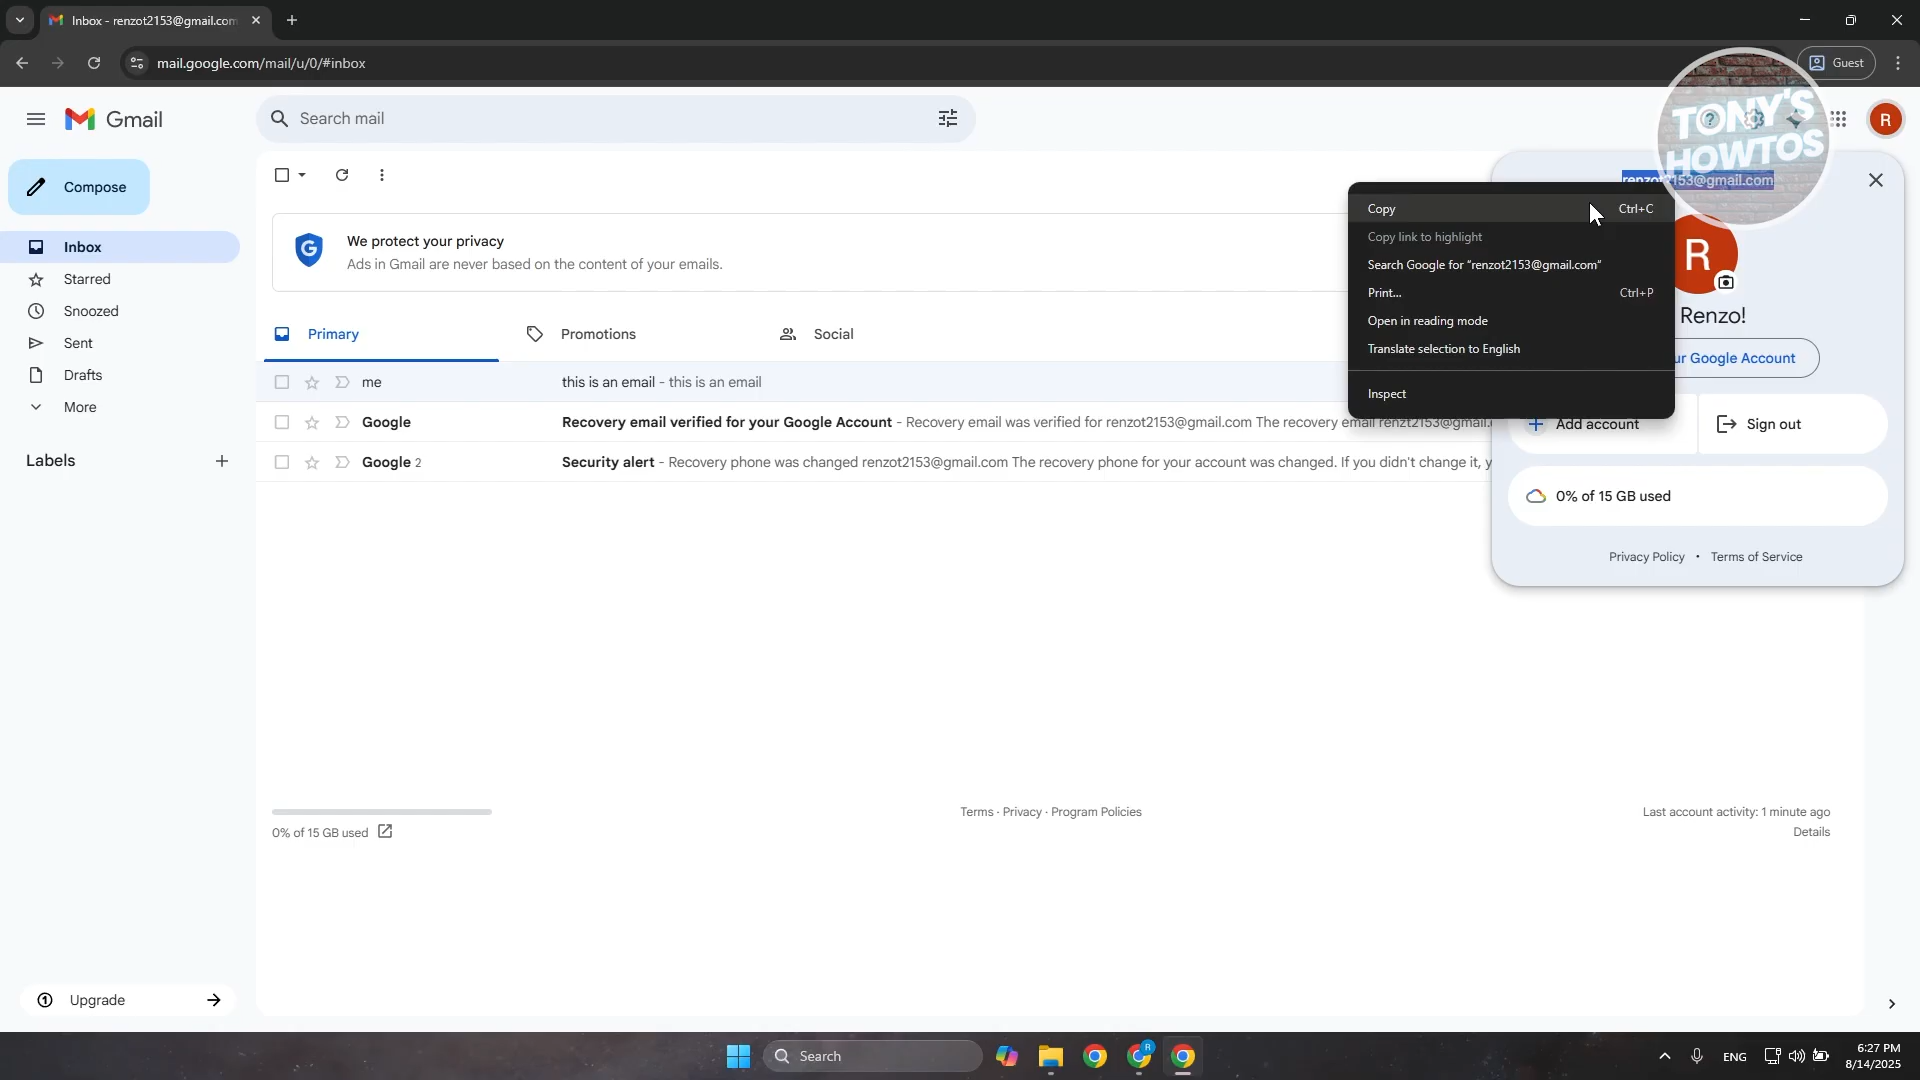 Inbox - renzot2153@gmail.com
mail.google.com/mail/u/0/#inbox
Guest
Gmail
Search mail
TONY'S
HOWTOS
R
Compose
renzot2153@gmail.com
Copy Ctrl+C
Copy link to highlight
Search Google for "renzot2153@gmail.com"
Print... Ctrl+P
Open in reading mode
Translate selection to English
Inspect
R
Renzo!
ur Google Account
Add account
Sign out
0% of 15 GB used
Privacy Policy • Terms of Service
Inbox
Starred
Snoozed
Sent
Drafts
More
Labels
We protect your privacy
Ads in Gmail are never based on the content of your emails.
Primary
Promotions
Social
me this is an email - this is an email
Google Recovery email verified for your Google Account - Recovery email was verified for renzot2153@gmail.com The recovery email renzt2153@gmail.
Google 2 Security alert - Recovery phone was changed renzot2153@gmail.com The recovery phone for your account was changed. If you didn't change it, y
0% of 15 GB used
Terms · Privacy · Program Policies
Last account activity: 1 minute ago
Details
Upgrade
Search
R
ENG
6:27 PM
8/14/2025